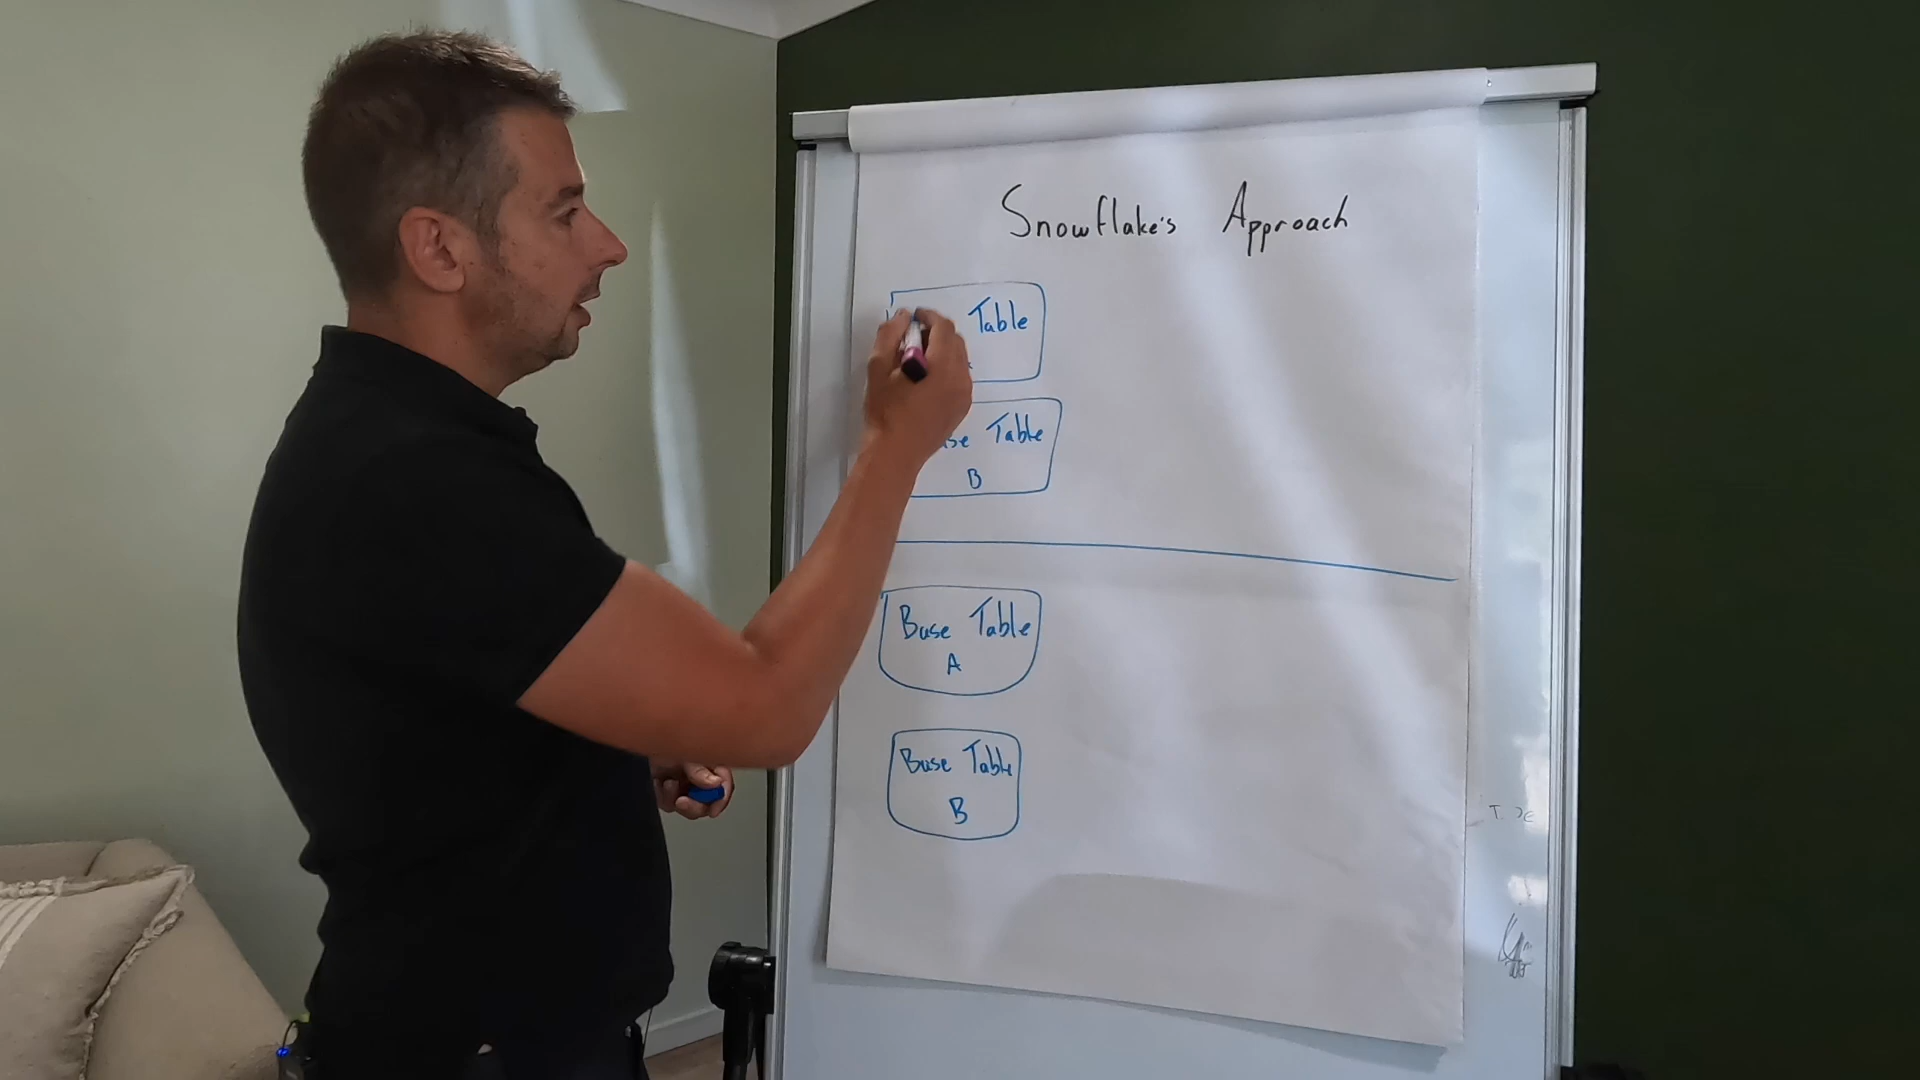 Snowflake's Approach
Table
Table
B
Base Table
A
Base Table
B